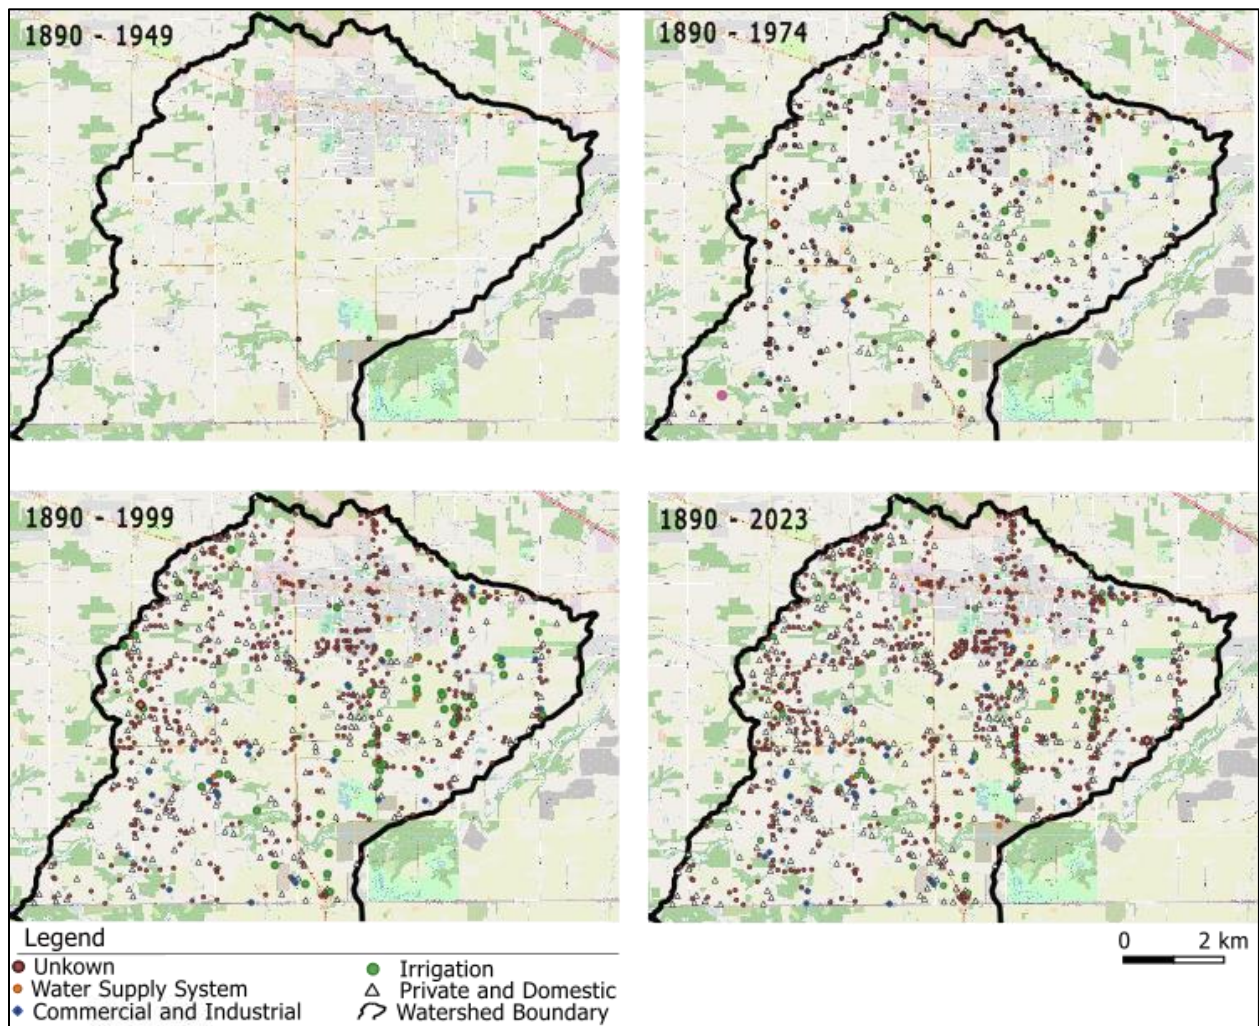 1890 - 1949
1890 - 1974
1890 - 1999
1890 - 2023
Legend
Unkown
Water Supply System
Commercial and Industrial
Irrigation
Private and Domestic
Watershed Boundary
0 2 km